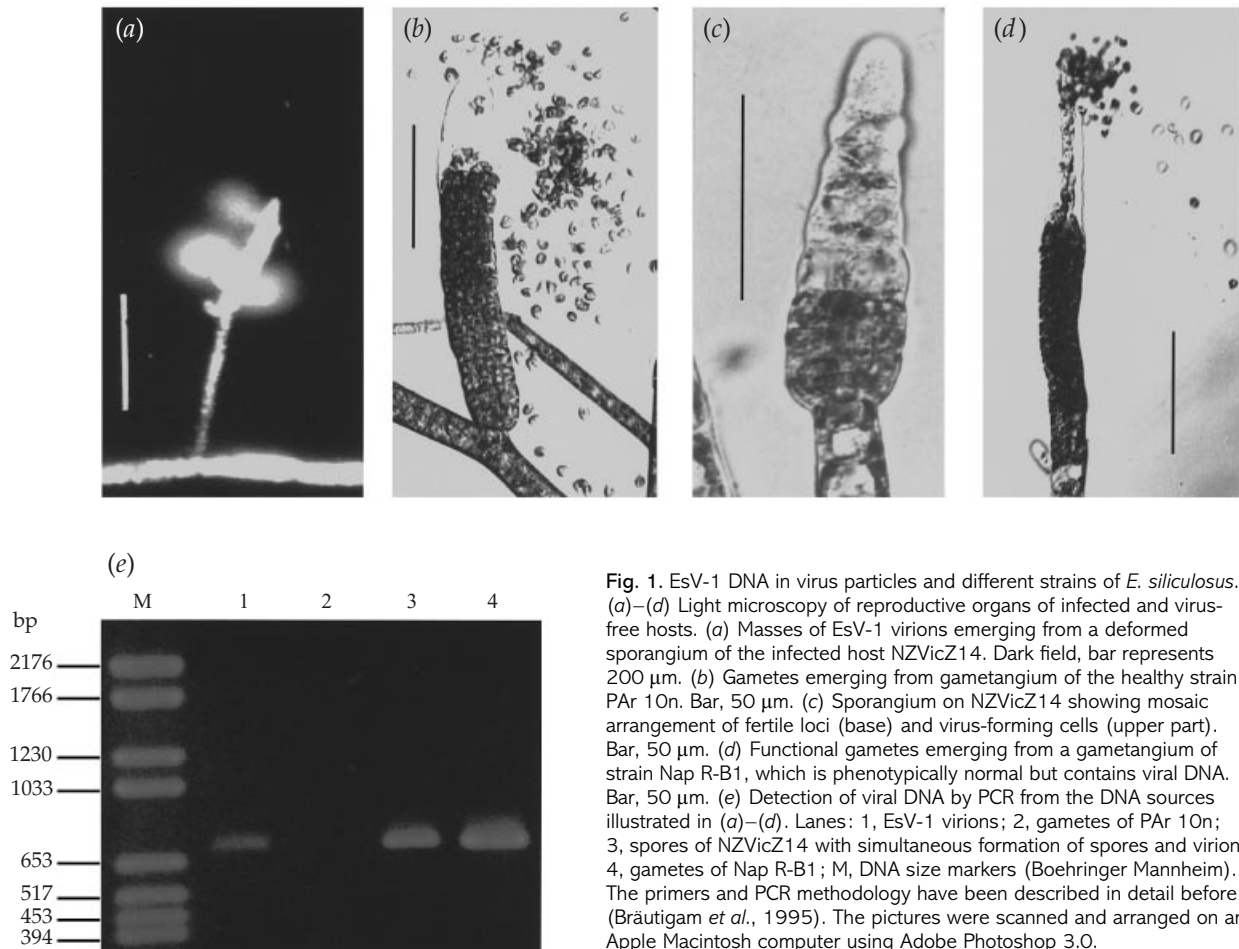 (a)
(b)
(c)
(d)
(e)
M 1 2 3 4
bp
2176
1766
1230
1033
653
517
453
394
Fig. 1. EsV-1 DNA in virus particles and different strains of E. siliculosus.
(a)–(d) Light microscopy of reproductive organs of infected and virus-
free hosts. (a) Masses of EsV-1 virions emerging from a deformed
sporangium of the infected host NZVicZ14. Dark field, bar represents
200 µm. (b) Gametes emerging from gametangium of the healthy strain
PAr 10n. Bar, 50 µm. (c) Sporangium on NZVicZ14 showing mosaic
arrangement of fertile loci (base) and virus-forming cells (upper part).
Bar, 50 µm. (d) Functional gametes emerging from a gametangium of
strain Nap R-B1, which is phenotypically normal but contains viral DNA.
Bar, 50 µm. (e) Detection of viral DNA by PCR from the DNA sources
illustrated in (a)–(d). Lanes: 1, EsV-1 virions; 2, gametes of PAr 10n;
3, spores of NZVicZ14 with simultaneous formation of spores and virion
4, gametes of Nap R-B1; M, DNA size markers (Boehringer Mannheim).
The primers and PCR methodology have been described in detail before
(Bräutigam et al., 1995). The pictures were scanned and arranged on a
Apple Macintosh computer using Adobe Photoshop 3.0.